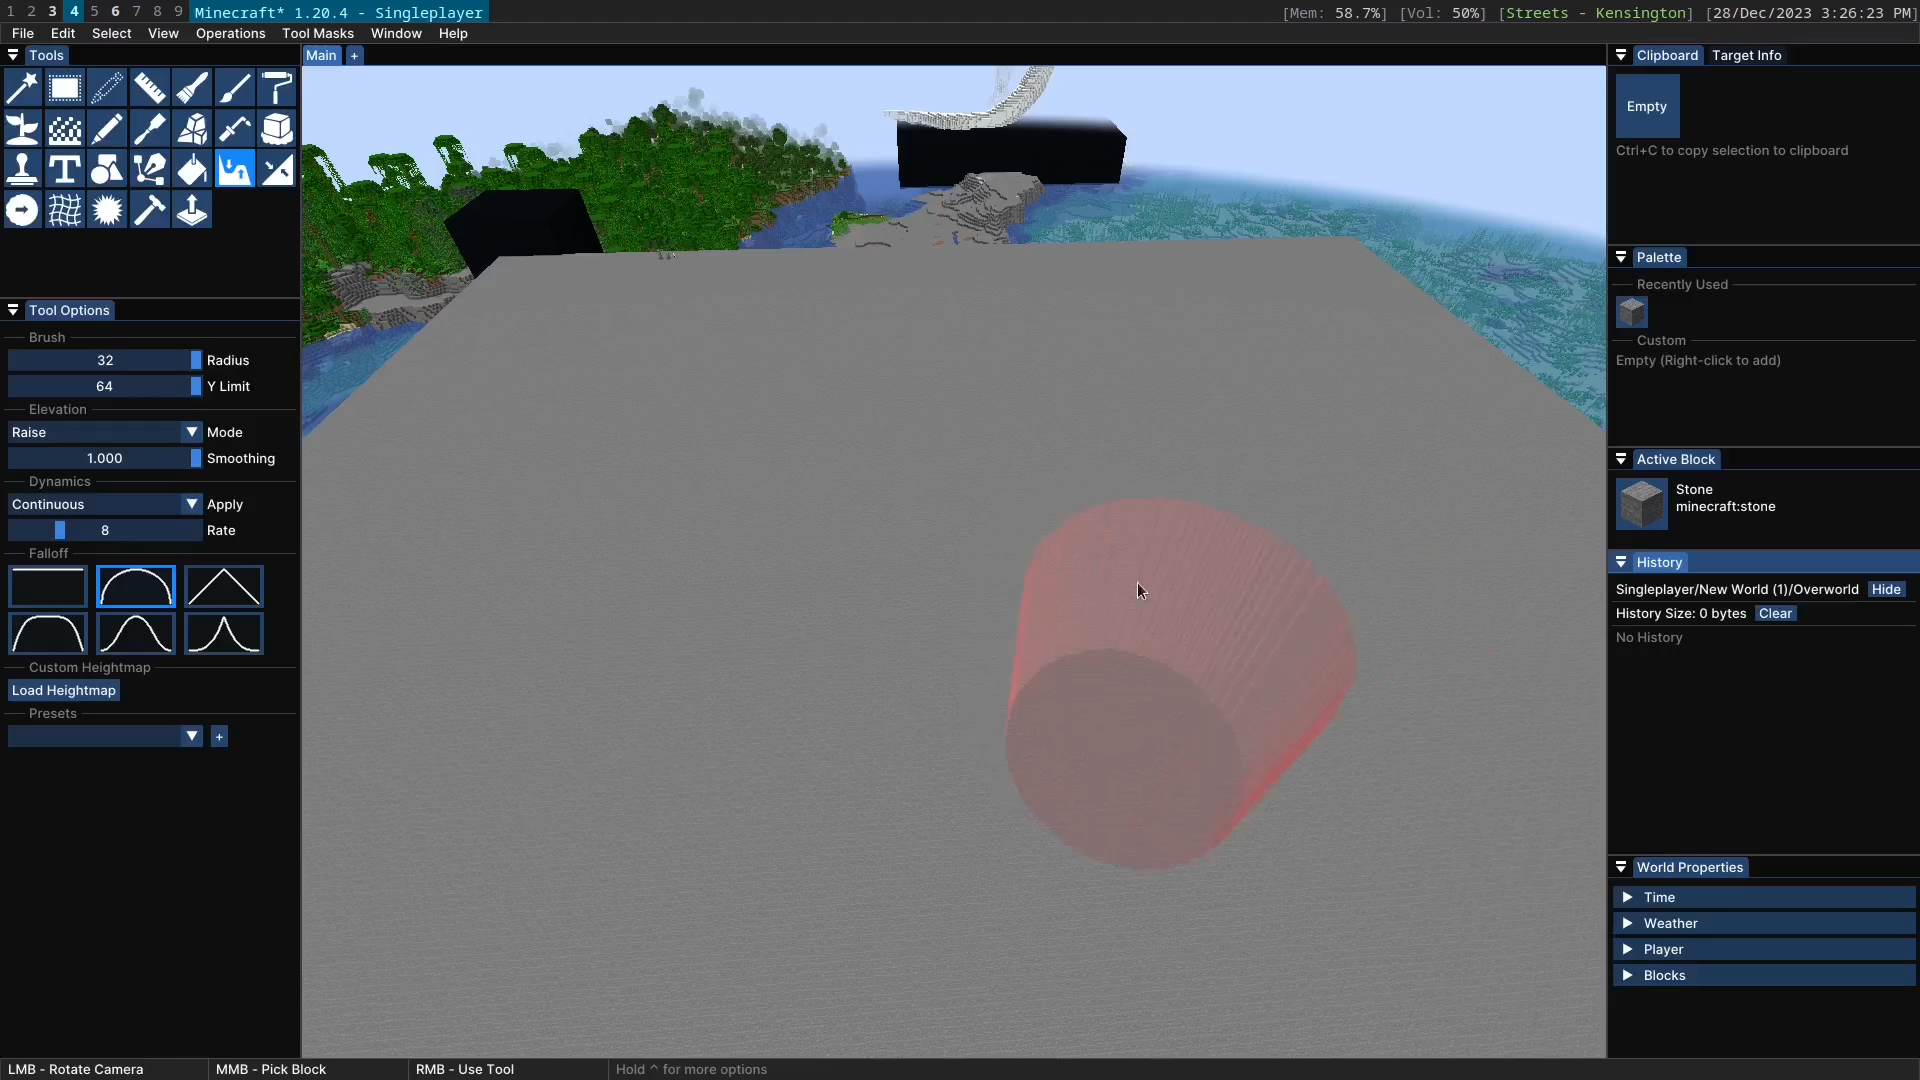 1 2 3 4 5 6 7 8 9 Minecraft* 1.20.4 - Singleplayer [Mem: 58.7%] [Vol: 50%] [Streets - Kensington] [28/Dec/2023 3:26:23 PM]
File Edit Select View Operations Tool Masks Window Help
Tools
Main +
Clipboard Target Info
Empty
Ctrl+C to copy selection to clipboard
Palette
Recently Used
Custom
Empty (Right-click to add)
Tool Options
Brush
32 Radius
64 Y Limit
Elevation
Raise Mode
1.000 Smoothing
Dynamics
Continuous Apply
8 Rate
Falloff
Custom Heightmap
Load Heightmap
Presets
+
Active Block
Stone
minecraft:stone
History
Singleplayer/New World (1)/Overworld Hide
History Size: 0 bytes Clear
No History
World Properties
Time
Weather
Player
Blocks
LMB - Rotate Camera MMB - Pick Block RMB - Use Tool Hold ^ for more options